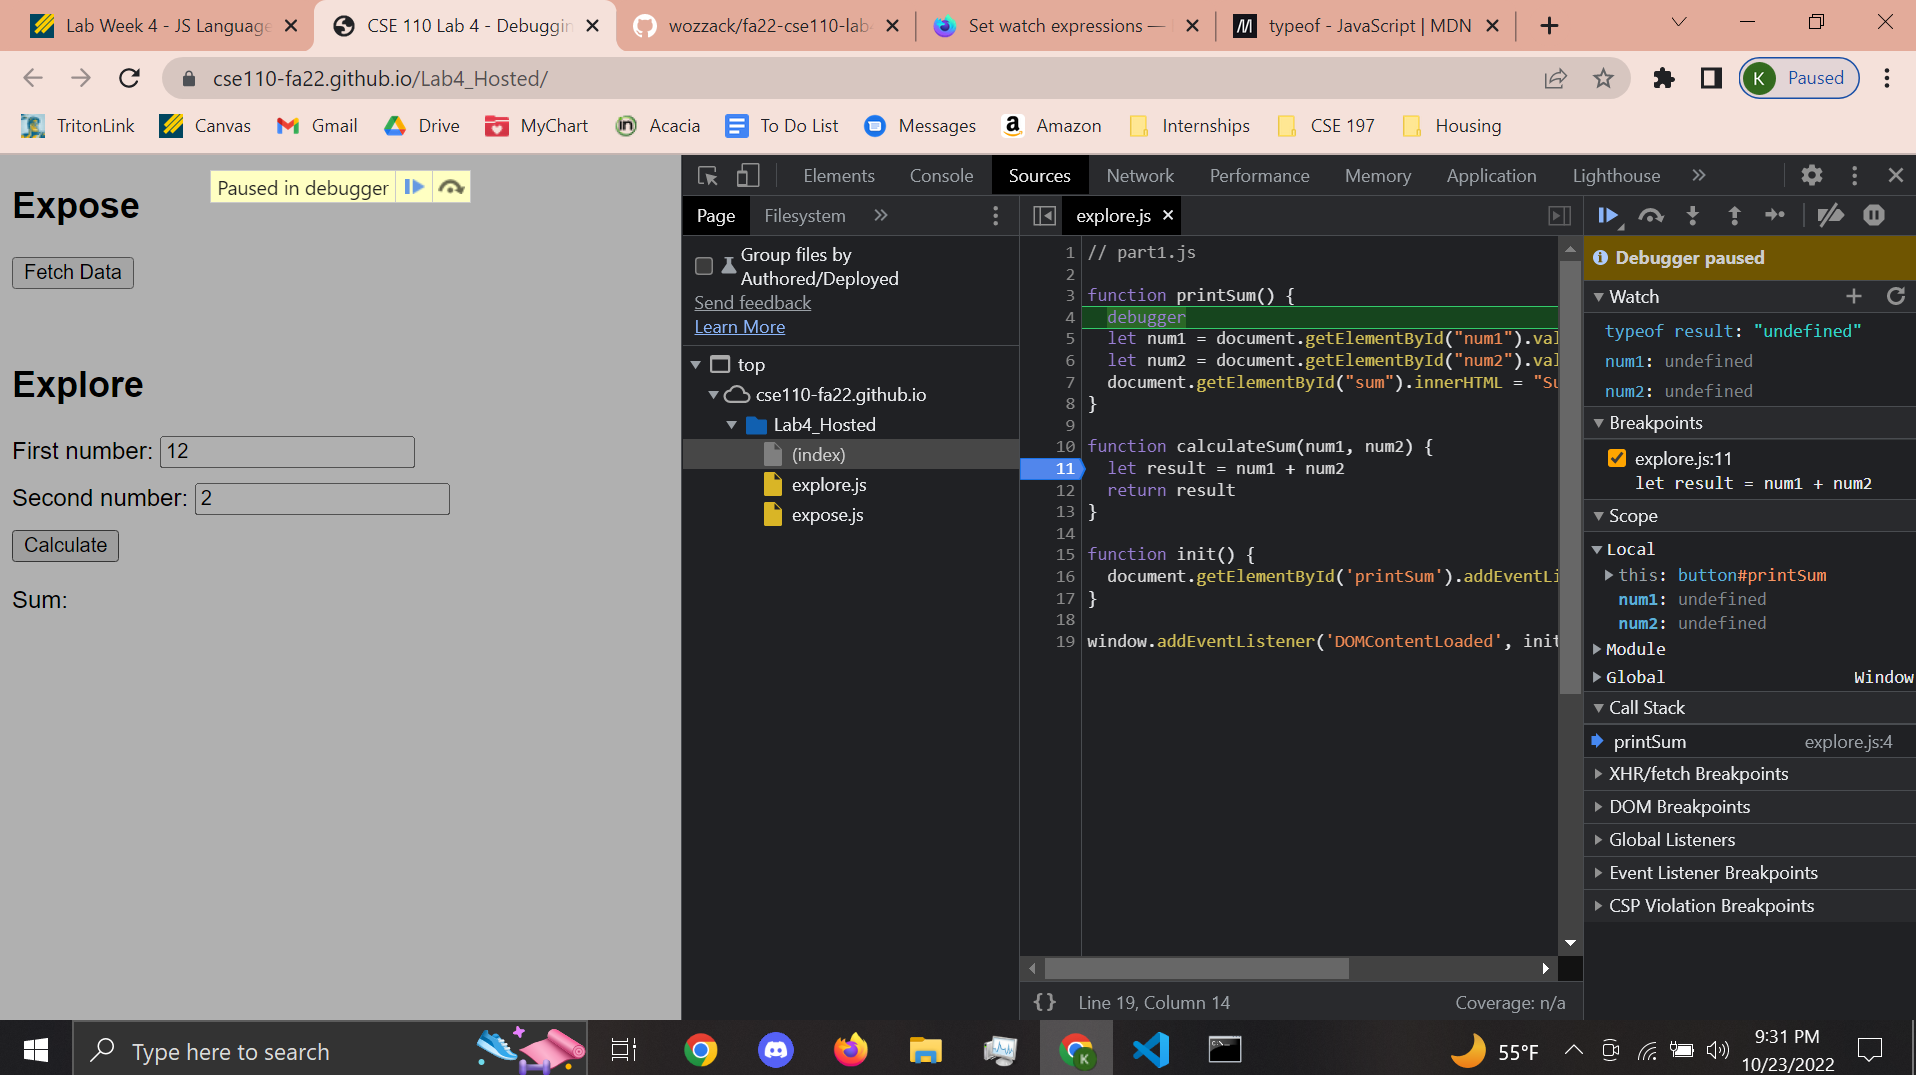 Lab Week 4 - JS Language
CSE 110 Lab 4 - Debuggin
wozzack/fa22-cse110-lab
Set watch expressions —
typeof - JavaScript | MDN
cse110-fa22.github.io/Lab4_Hosted/
K Paused
TritonLink
Canvas
Gmail
Drive
MyChart
Acacia
To Do List
Messages
Amazon
Internships
CSE 197
Housing
Paused in debugger
Expose
Fetch Data
Explore
First number: 12
Second number: 2
Calculate
Sum:
Elements Console Sources Network Performance Memory Application Lighthouse
Page Filesystem
Group files by
Authored/Deployed
Send feedback
Learn More
top
cse110-fa22.github.io
Lab4_Hosted
(index)
explore.js
expose.js
explore.js
1 // part1.js
2
3 function printSum() {
4 debugger
5 let num1 = document.getElementById("num1").val
6 let num2 = document.getElementById("num2").val
7 document.getElementById("sum").innerHTML = "Su
8 }
9
10 function calculateSum(num1, num2) {
11 let result = num1 + num2
12 return result
13 }
14
15 function init() {
16 document.getElementById('printSum').addEventLi
17 }
18
19 window.addEventListener('DOMContentLoaded', init
{} Line 19, Column 14 Coverage: n/a
Debugger paused
Watch
typeof result: "undefined"
num1: undefined
num2: undefined
Breakpoints
explore.js:11
let result = num1 + num2
Scope
Local
this: button#printSum
num1: undefined
num2: undefined
Module
Global Window
Call Stack
printSum explore.js:4
XHR/fetch Breakpoints
DOM Breakpoints
Global Listeners
Event Listener Breakpoints
CSP Violation Breakpoints
Type here to search
55°F
9:31 PM
10/23/2022